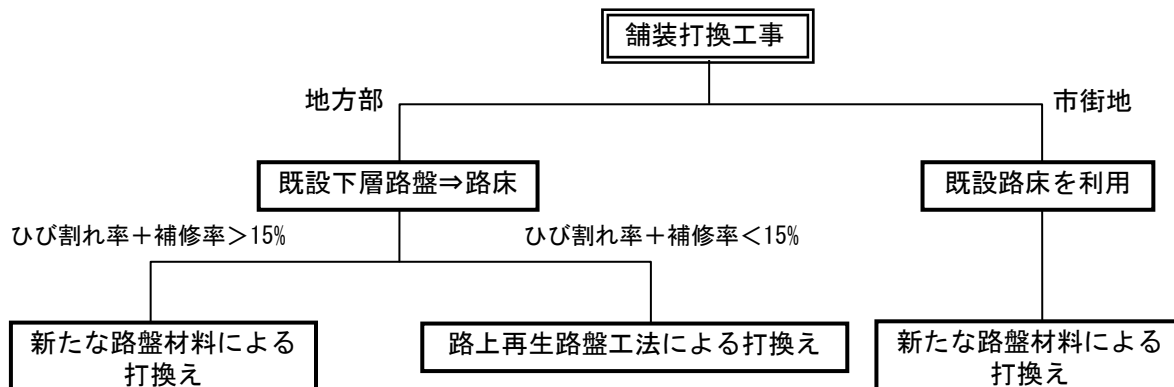 舗装打換工事
地方部
市街地
既設下層路盤⇒路床
既設路床を利用
ひび割れ率＋補修率＞15%
ひび割れ率＋補修率＜15%
新たな路盤材料による
打換え
路上再生路盤工法による打換え
新たな路盤材料による
打換え